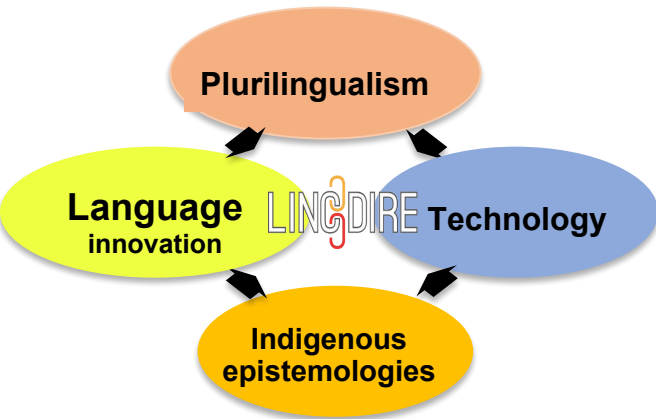 Plurilingualism
Language
innovation
LINGDIRE
Technology
Indigenous
epistemologies